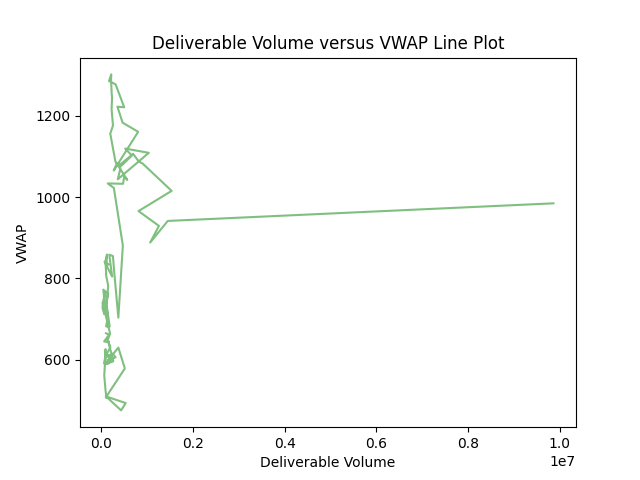 Deliverable Volume versus VWAP Line Plot
1200
1000
800
600
VWAP
0.0 0.2 0.4 0.6 0.8 1.0
1e7
Deliverable Volume